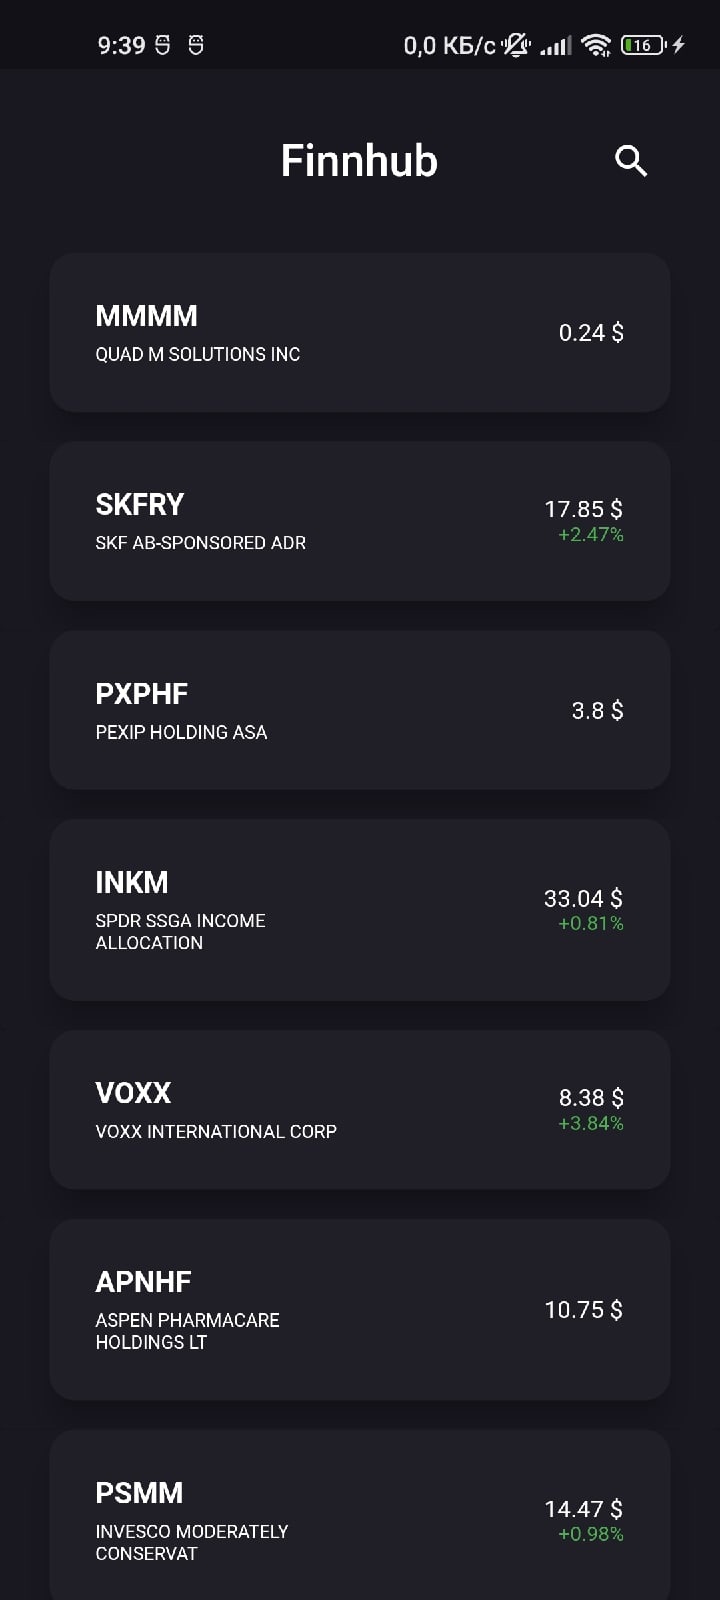 9:39 0,0 КБ/с 16
Finnhub
MMMM
QUAD M SOLUTIONS INC
0.24 $
SKFRY
SKF AB-SPONSORED ADR
17.85 $
+2.47%
PXPHF
PEXIP HOLDING ASA
3.8 $
INKM
SPDR SSGA INCOME
ALLOCATION
33.04 $
+0.81%
VOXX
VOXX INTERNATIONAL CORP
8.38 $
+3.84%
APNHF
ASPEN PHARMACARE
HOLDINGS LT
10.75 $
PSMM
INVESCO MODERATELY
CONSERVAT
14.47 $
+0.98%